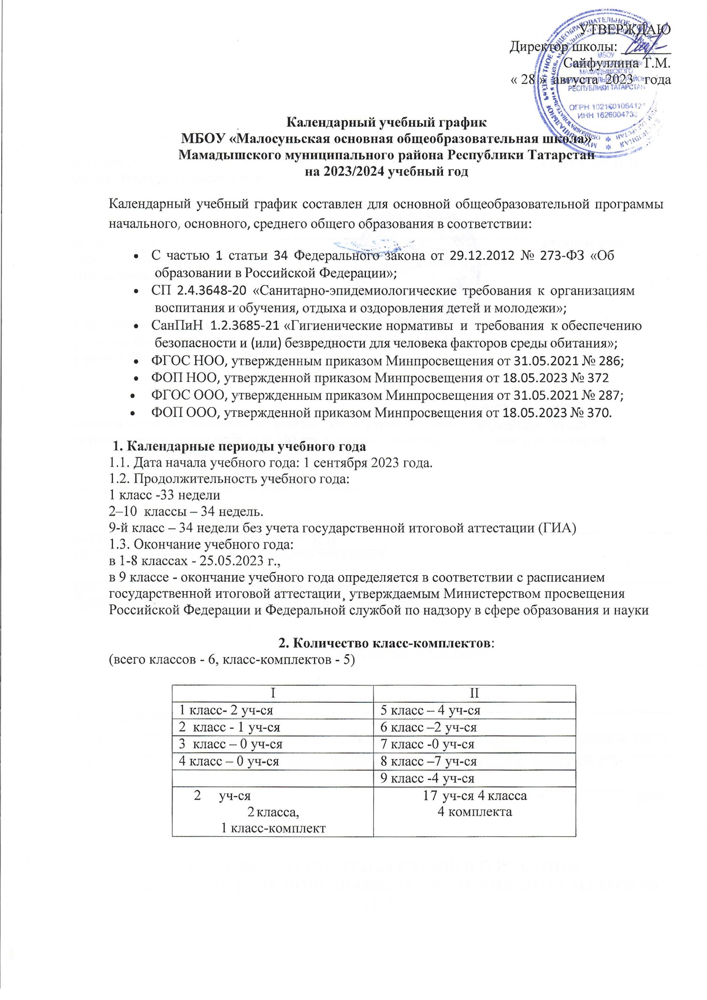 УТВЕРЖДАЮ
Директор школы: _______
Сайфуллина Т.М.
« 28 » августа 2023 года
МБОУ
МАМАДЫШСКОГО
МУНИЦИПАЛЬНОГО РАЙОНА
РЕСПУБЛИКИ ТАТАРСТАН
ОГРН 1021601064121
ИНН 1626004733
Календарный учебный график
МБОУ «Малосуньская основная общеобразовательная школа»
Мамадышского муниципального района Республики Татарстан
на 2023/2024 учебный год
Календарный учебный график составлен для основной общеобразовательной программы
начального, основного, среднего общего образования в соответствии:
• С частью 1 статьи 34 Федерального закона от 29.12.2012 № 273-ФЗ «Об
образовании в Российской Федерации»;
• СП 2.4.3648-20 «Санитарно-эпидемиологические требования к организациям
воспитания и обучения, отдыха и оздоровления детей и молодежи»;
• СанПиН 1.2.3685-21 «Гигиенические нормативы и требования к обеспечению
безопасности и (или) безвредности для человека факторов среды обитания»;
• ФГОС НОО, утвержденным приказом Минпросвещения от 31.05.2021 № 286;
• ФОП НОО, утвержденной приказом Минпросвещения от 18.05.2023 № 372
• ФГОС ООО, утвержденным приказом Минпросвещения от 31.05.2021 № 287;
• ФОП ООО, утвержденной приказом Минпросвещения от 18.05.2023 № 370.
1. Календарные периоды учебного года
1.1. Дата начала учебного года: 1 сентября 2023 года.
1.2. Продолжительность учебного года:
1 класс -33 недели
2–10 классы – 34 недель.
9-й класс – 34 недели без учета государственной итоговой аттестации (ГИА)
1.3. Окончание учебного года:
в 1-8 классах - 25.05.2023 г.,
в 9 классе - окончание учебного года определяется в соответствии с расписанием
государственной итоговой аттестации, утверждаемым Министерством просвещения
Российской Федерации и Федеральной службой по надзору в сфере образования и науки
2. Количество класс-комплектов:
(всего классов - 6, класс-комплектов - 5)
I II
1 класс- 2 уч-ся 5 класс – 4 уч-ся
2 класс - 1 уч-ся 6 класс –2 уч-ся
3 класс – 0 уч-ся 7 класс -0 уч-ся
4 класс – 0 уч-ся 8 класс –7 уч-ся
9 класс -4 уч-ся
2 уч-ся 17 уч-ся 4 класса
2 класса, 4 комплекта
1 класс-комплект